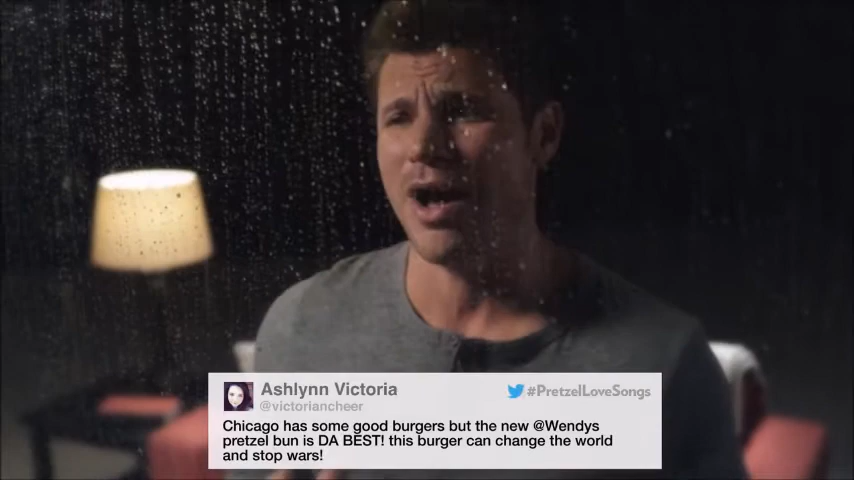 Ashlynn Victoria
#PretzelLoveSongs
@victoriancheer
Chicago has some good burgers but the new @Wendys
pretzel bun is DA BEST! this burger can change the world
and stop wars!